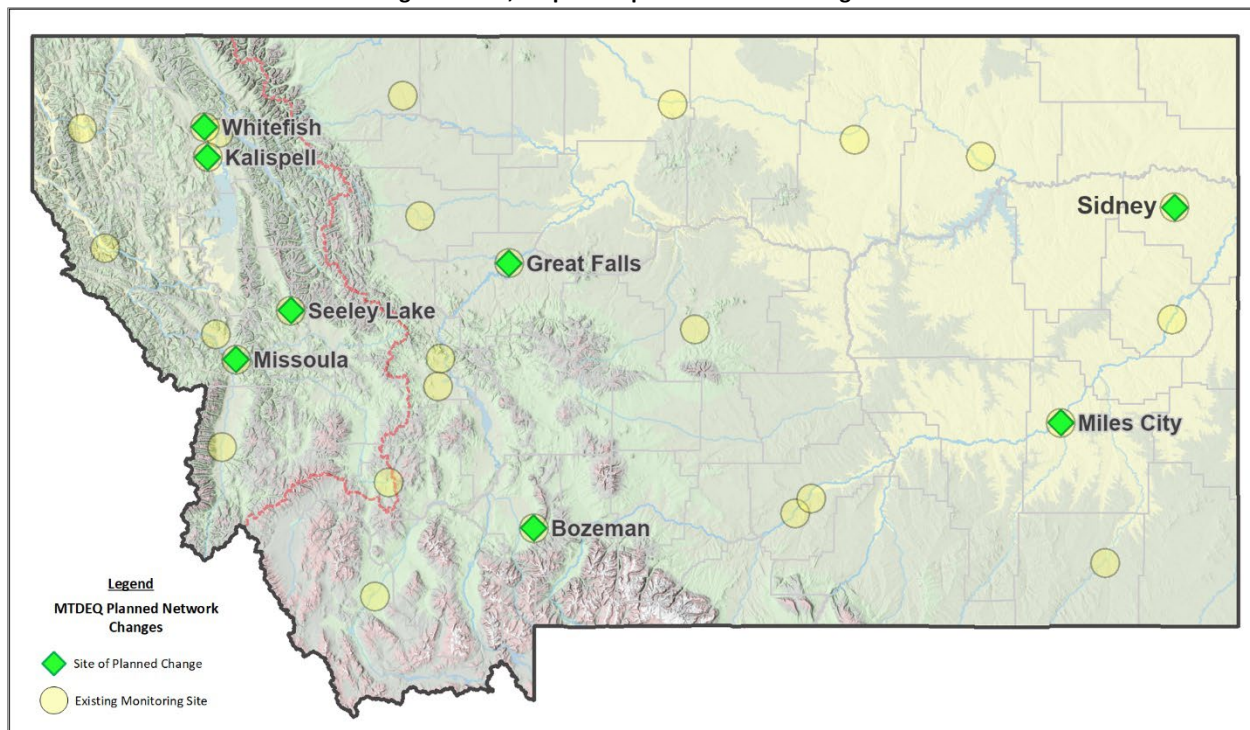 Whitefish
Kalispell
Sidney
Great Falls
Seeley Lake
Missoula
Miles City
Bozeman
Legend
MTDEQ Planned Network
Changes
Site of Planned Change
Existing Monitoring Site